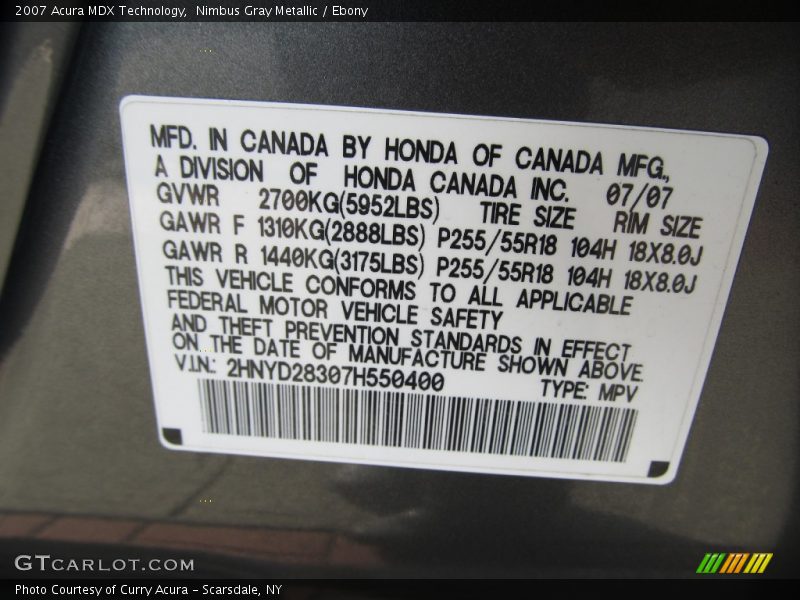 2007 Acura MDX Technology,  Nimbus Gray Metallic / Ebony
MFD. IN CANADA BY HONDA OF CANADA MFG.,
A DIVISION OF HONDA CANADA INC. 07/07
GVWR 2700KG(5952LBS) TIRE SIZE RIM SIZE
GAWR F 1310KG(2888LBS) P255/55R18 104H 18X8.0J
GAWR R 1440KG(3175LBS) P255/55R18 104H 18X8.0J
THIS VEHICLE CONFORMS TO ALL APPLICABLE
FEDERAL MOTOR VEHICLE SAFETY
AND THEFT PREVENTION STANDARDS IN EFFECT
ON THE DATE OF MANUFACTURE SHOWN ABOVE.
V.I.N.: 2HNYD28307H550400 TYPE: MPV
GTCARLOT.COM
Photo Courtesy of Curry Acura – Scarsdale, NY